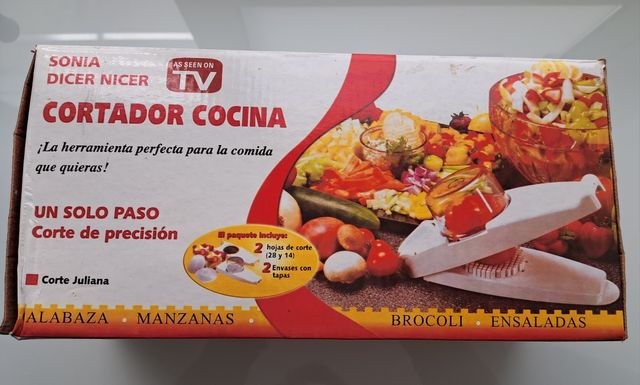 SONIA
DICER NICER
AS SEEN ON
TV
CORTADOR COCINA
¡La herramienta perfecta para la comida
que quieras!
UN SOLO PASO
Corte de precisión
El paquete incluye:
2 hojas de corte
(28 y 14)
2 Envases con
tapas
Corte Juliana
ALABAZA · MANZANAS · BROCOLI · ENSALADAS